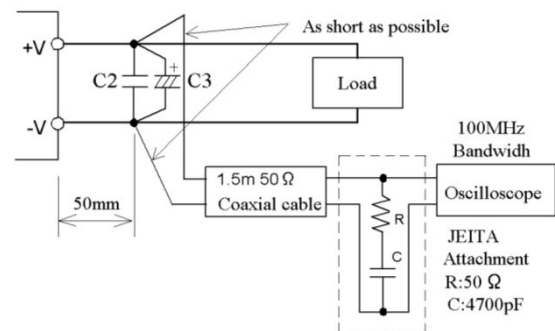 As short as possible
+V
C2
+
C3
Load
-V
100MHz
Bandwidh
50mm
1.5m 50 Ω
Coaxial cable
R
C
Oscilloscope
JEITA
Attachment
R:50 Ω
C:4700pF